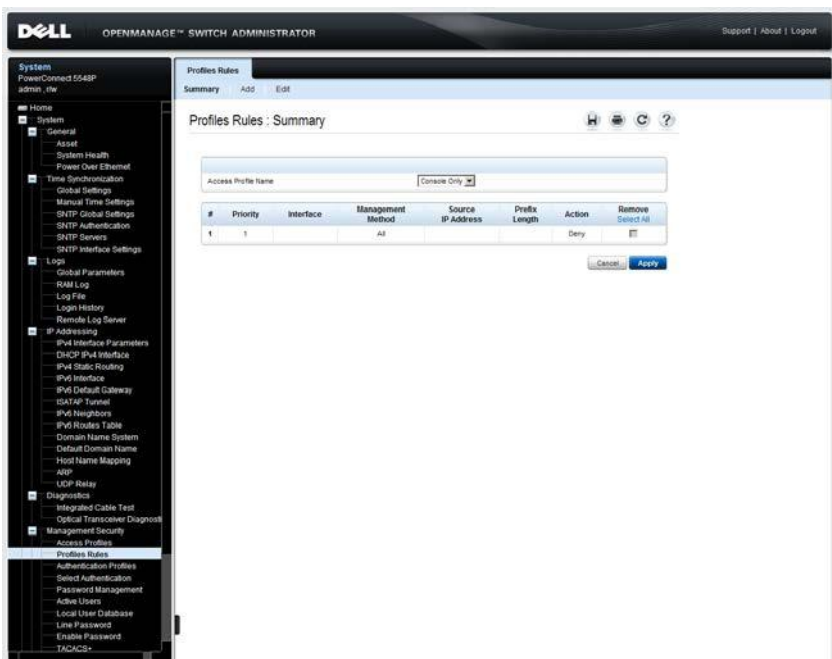 DELL
OPENMANAGE™ SWITCH ADMINISTRATOR
Support | About | Logout
System
PowerConnect 5548P
admin , r/w
Home
System
General
Asset
System Health
Power Over Ethernet
Time Synchronization
Global Settings
Manual Time Settings
SNTP Global Settings
SNTP Authentication
SNTP Servers
SNTP Interface Settings
Logs
Global Parameters
RAM Log
Log File
Login History
Remote Log Server
IP Addressing
IPv4 Interface Parameters
DHCP IPv4 Interface
IPv4 Static Routing
IPv6 Interface
IPv6 Default Gateway
ISATAP Tunnel
IPv6 Neighbors
IPv6 Routes Table
Domain Name System
Default Domain Name
Host Name Mapping
ARP
UDP Relay
Diagnostics
Integrated Cable Test
Optical Transceiver Diagnosti
Management Security
Access Profiles
Profiles Rules
Authentication Profiles
Select Authentication
Password Management
Active Users
Local User Database
Line Password
Enable Password
TACACS+
Profiles Rules
Summary Add Edit
Profiles Rules : Summary
?
Access Profile Name Console Only
# Priority Interface Management Method Source IP Address Prefix Length Action Remove Select All
1 1 All Deny
Cancel Apply